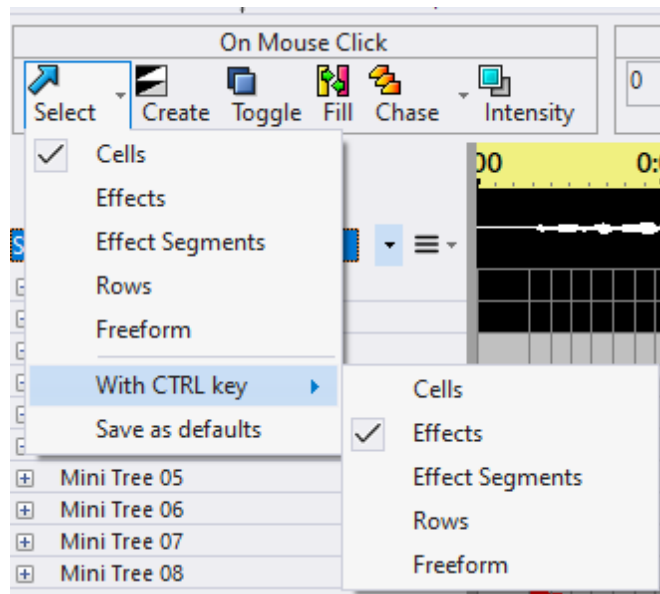 On Mouse Click
Select Create Toggle Fill Chase Intensity
0
Cells
00 0:
Effects
Effect Segments
S
Rows
Freeform
With CTRL key
Cells
Save as defaults
Effects
Mini Tree 05
Effect Segments
Mini Tree 06
Rows
Mini Tree 07
Mini Tree 08
Freeform